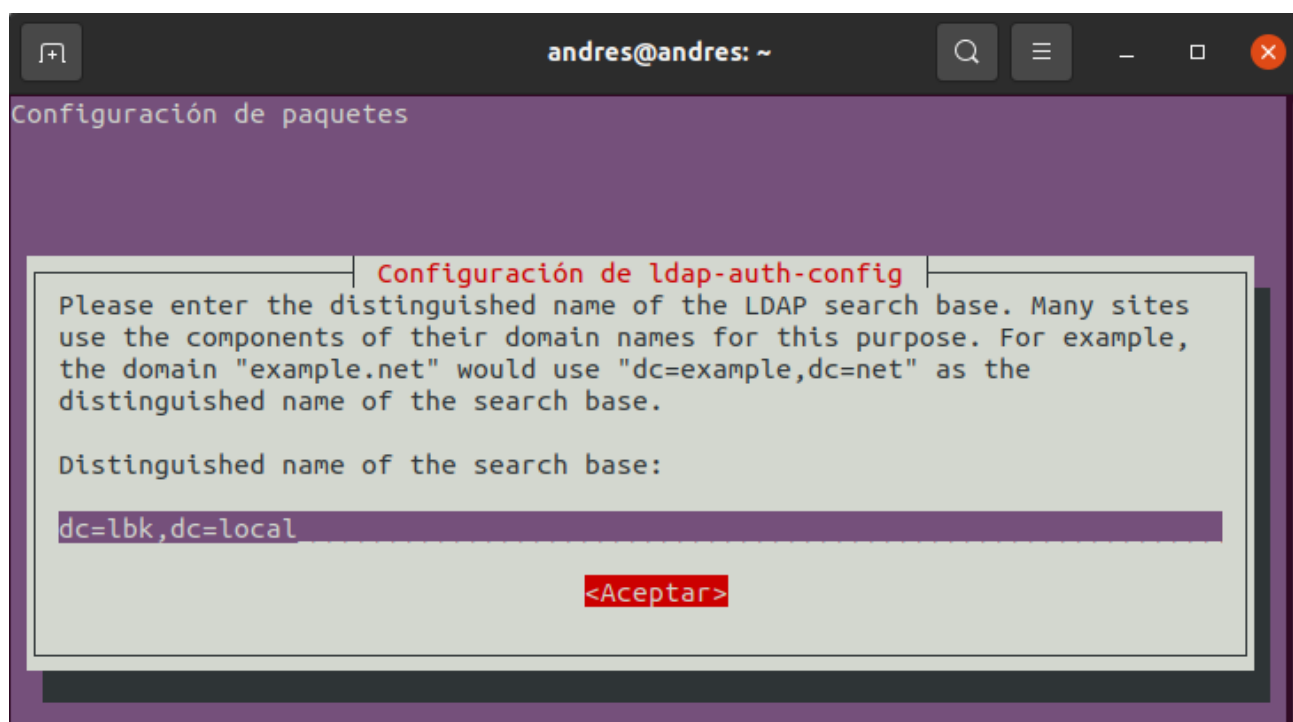 andres@andres: ~
Configuración de paquetes
Configuración de ldap-auth-config
Please enter the distinguished name of the LDAP search base. Many sites
use the components of their domain names for this purpose. For example,
the domain "example.net" would use "dc=example,dc=net" as the
distinguished name of the search base.
Distinguished name of the search base:
dc=lbk,dc=local
<Aceptar>